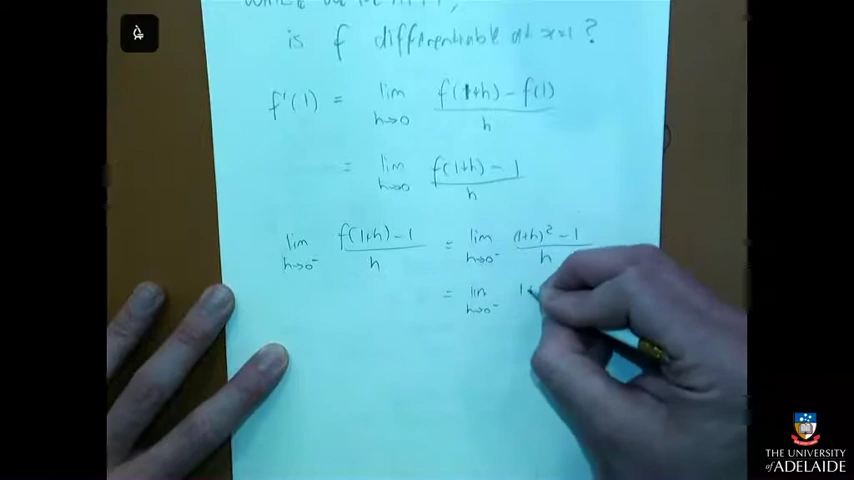 is f differentiable at x=1?
f'(1) = lim h→0 f(1+h) - f(1) / h
= lim h→0 f(1+h) - 1 / h
lim h→0⁻ f(1+h) - 1 / h = lim h→0⁻ (1+h)² - 1 / h
= lim h→0⁻ 1+
THE UNIVERSITY
of ADELAIDE